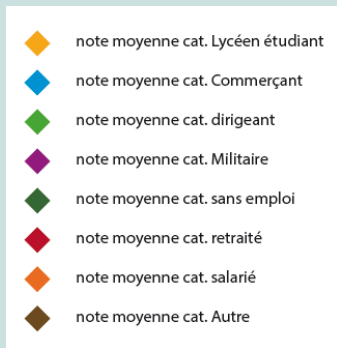 note moyenne cat. Lycéen étudiant
note moyenne cat. Commerçant
note moyenne cat. dirigeant
note moyenne cat. Militaire
note moyenne cat. sans emploi
note moyenne cat. retraité
note moyenne cat. salarié
note moyenne cat. Autre